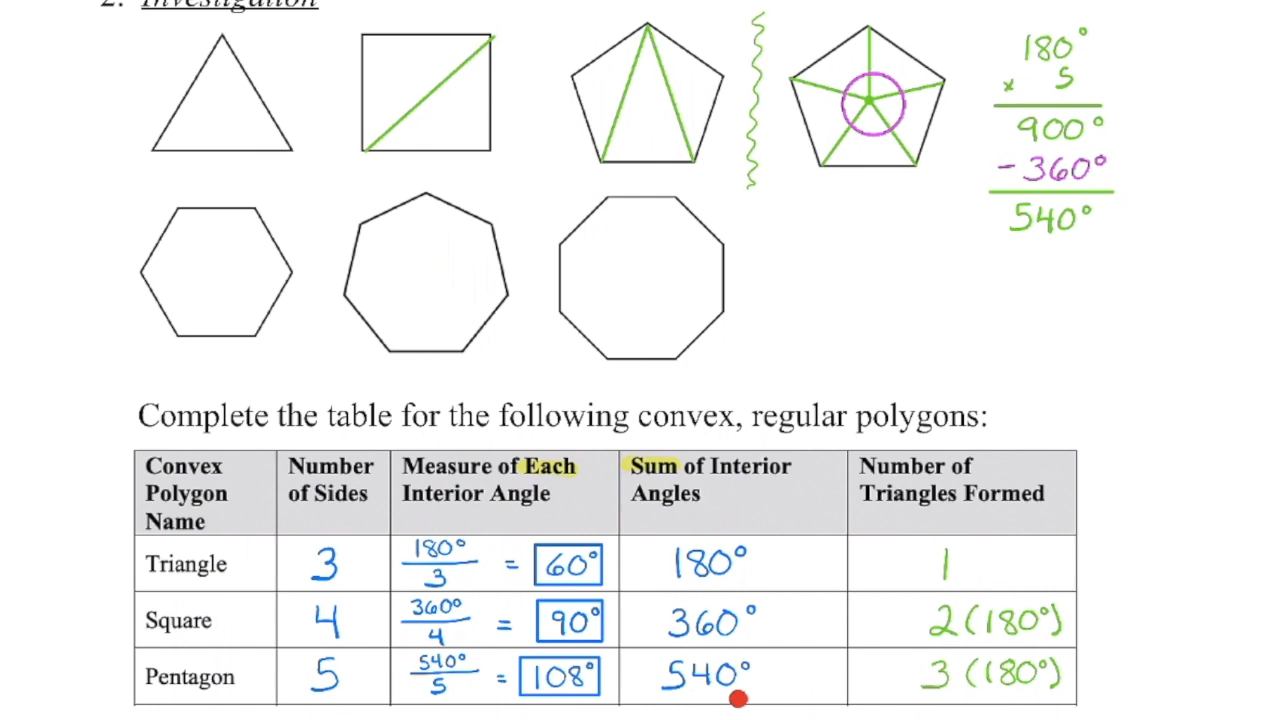 2. Investigation
180°
× 5
900°
- 360°
540°
Complete the table for the following convex, regular polygons:
Convex Polygon Name | Number of Sides | Measure of Each Interior Angle | Sum of Interior Angles | Number of Triangles Formed
Triangle | 3 | 180°/3 = 60° | 180° | 1
Square | 4 | 360°/4 = 90° | 360° | 2(180°)
Pentagon | 5 | 540°/5 = 108° | 540° | 3(180°)